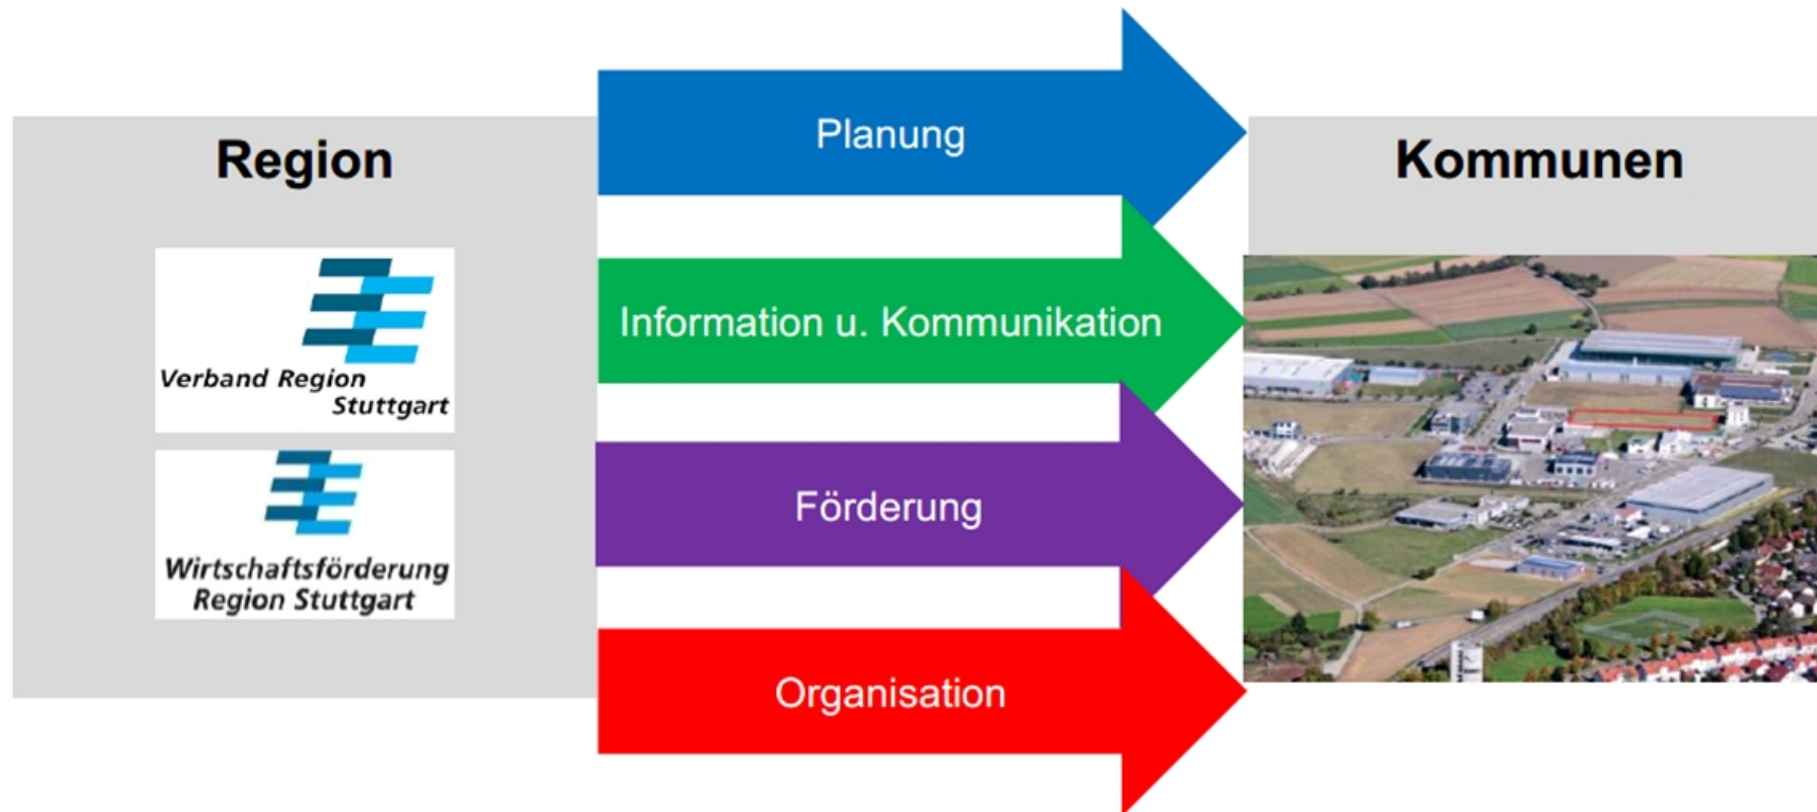 Region
Verband Region
Stuttgart
Wirtschaftsförderung
Region Stuttgart
Planung
Information u. Kommunikation
Förderung
Organisation
Kommunen